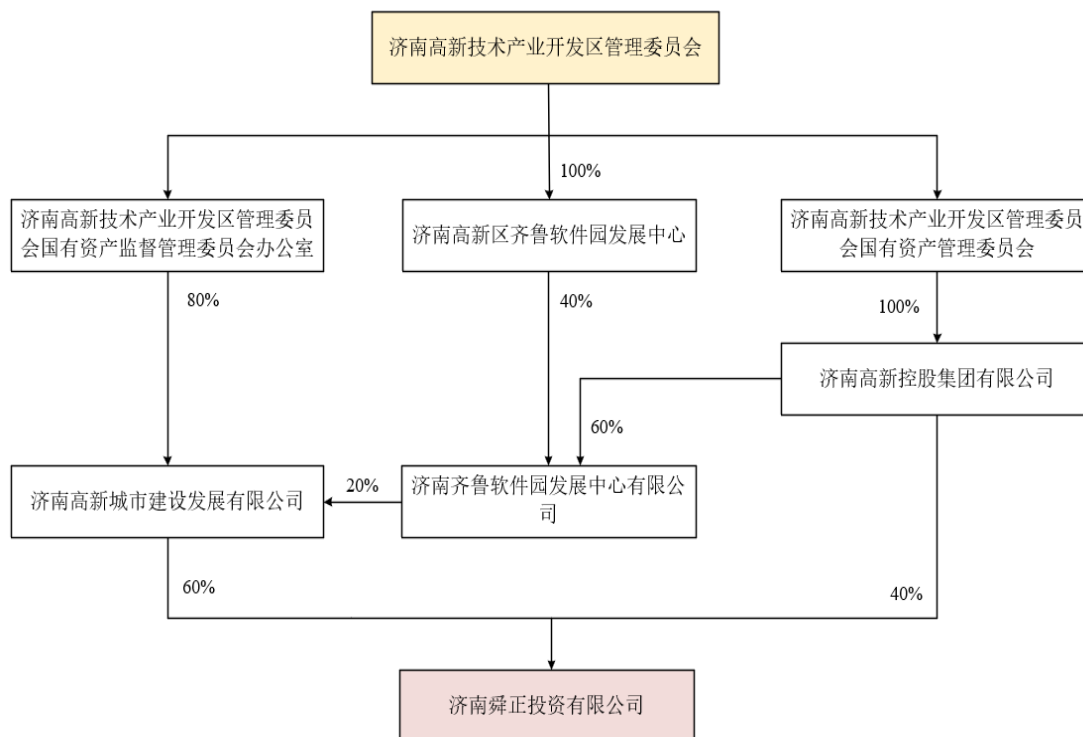 济南高新技术产业开发区管理委员会
100%
济南高新技术产业开发区管理委员
会国有资产监督管理委员会办公室
济南高新区齐鲁软件园发展中心
济南高新技术产业开发区管理委员
会国有资产管理委员会
80%
40%
100%
济南高新控股集团有限公司
60%
济南高新城市建设发展有限公司
20%
济南齐鲁软件园发展中心有限公
司
60%
40%
济南舜正投资有限公司